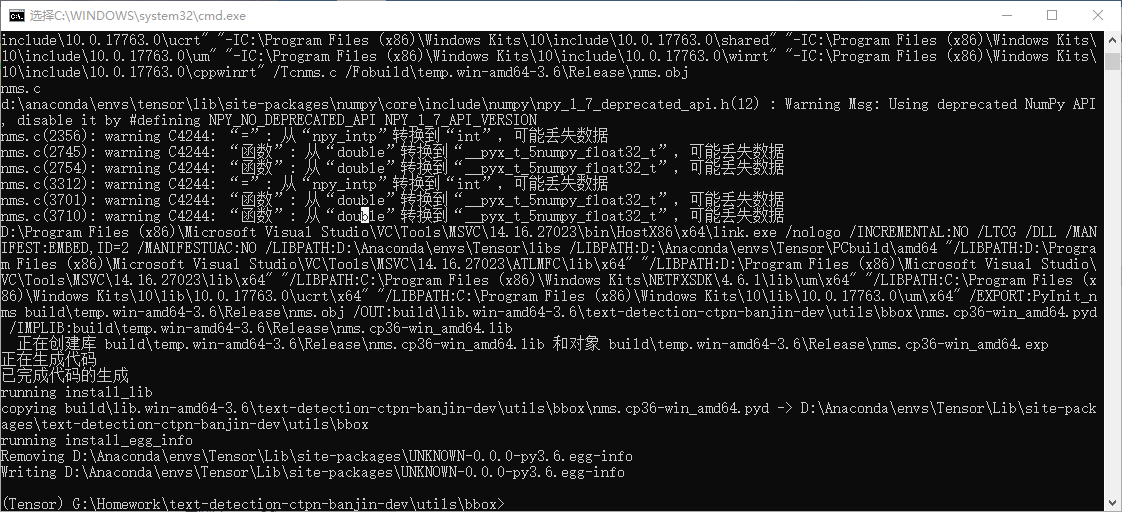 选择C:\WINDOWS\system32\cmd.exe
include\10.0.17763.0\ucrt" "-IC:\Program Files (x86)\Windows Kits\10\include\10.0.17763.0\shared" "-IC:\Program Files (x86)\Windows Kits\
10\include\10.0.17763.0\um" "-IC:\Program Files (x86)\Windows Kits\10\include\10.0.17763.0\winrt" "-IC:\Program Files (x86)\Windows Kits\
10\include\10.0.17763.0\cppwinrt" /Tcnms.c /Fobuild\temp.win-amd64-3.6\Release\nms.obj
nms.c
d:\anaconda\envs\tensor\lib\site-packages\numpy\core\include\numpy\npy_1_7_deprecated_api.h(12) : Warning Msg: Using deprecated NumPy API
, disable it by #defining NPY_NO_DEPRECATED_API NPY_1_7_API_VERSION
nms.c(2356): warning C4244: “=”: 从“npy_intp”转换到“int”，可能丢失数据
nms.c(2745): warning C4244: “函数”: 从“double”转换到“__pyx_t_5numpy_float32_t”，可能丢失数据
nms.c(2754): warning C4244: “函数”: 从“double”转换到“__pyx_t_5numpy_float32_t”，可能丢失数据
nms.c(3312): warning C4244: “=”: 从“npy_intp”转换到“int”，可能丢失数据
nms.c(3701): warning C4244: “函数”: 从“double”转换到“__pyx_t_5numpy_float32_t”，可能丢失数据
nms.c(3710): warning C4244: “函数”: 从“double”转换到“__pyx_t_5numpy_float32_t”，可能丢失数据
D:\Program Files (x86)\Microsoft Visual Studio\VC\Tools\MSVC\14.16.27023\bin\HostX86\x64\link.exe /nologo /INCREMENTAL:NO /LTCG /DLL /MAN
IFEST:EMBED,ID=2 /MANIFESTUAC:NO /LIBPATH:D:\Anaconda\envs\Tensor\libs /LIBPATH:D:\Anaconda\envs\Tensor\PCbuild\amd64 "/LIBPATH:D:\Progra
m Files (x86)\Microsoft Visual Studio\VC\Tools\MSVC\14.16.27023\ATLMFC\lib\x64" "/LIBPATH:D:\Program Files (x86)\Microsoft Visual Studio\
VC\Tools\MSVC\14.16.27023\lib\x64" "/LIBPATH:C:\Program Files (x86)\Windows Kits\NETFXSDK\4.6.1\lib\um\x64" "/LIBPATH:C:\Program Files (x
86)\Windows Kits\10\lib\10.0.17763.0\ucrt\x64" "/LIBPATH:C:\Program Files (x86)\Windows Kits\10\lib\10.0.17763.0\um\x64" /EXPORT:PyInit_n
ms build\temp.win-amd64-3.6\Release\nms.obj /OUT:build\lib.win-amd64-3.6\text-detection-ctpn-banjin-dev\utils\bbox\nms.cp36-win_amd64.pyd
 /IMPLIB:build\temp.win-amd64-3.6\Release\nms.cp36-win_amd64.lib
  正在创建库 build\temp.win-amd64-3.6\Release\nms.cp36-win_amd64.lib 和对象 build\temp.win-amd64-3.6\Release\nms.cp36-win_amd64.exp
正在生成代码
已完成代码的生成
running install_lib
copying build\lib.win-amd64-3.6\text-detection-ctpn-banjin-dev\utils\bbox\nms.cp36-win_amd64.pyd -> D:\Anaconda\envs\Tensor\Lib\site-pack
ages\text-detection-ctpn-banjin-dev\utils\bbox
running install_egg_info
Removing D:\Anaconda\envs\Tensor\Lib\site-packages\UNKNOWN-0.0.0-py3.6.egg-info
Writing D:\Anaconda\envs\Tensor\Lib\site-packages\UNKNOWN-0.0.0-py3.6.egg-info
(Tensor) G:\Homework\text-detection-ctpn-banjin-dev\utils\bbox>